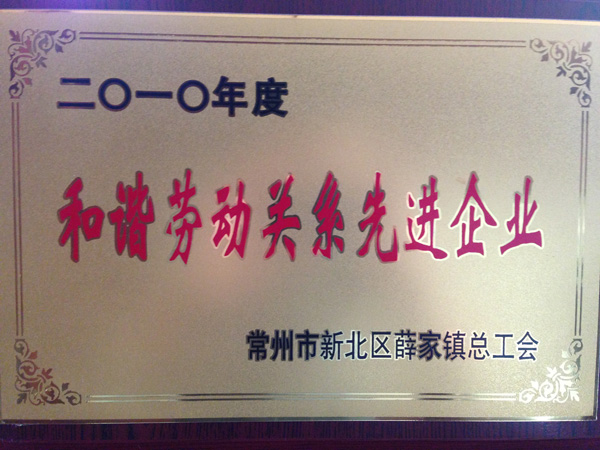 二〇一〇年度
和谐劳动关系先进企业
常州市新北区薛家镇总工会